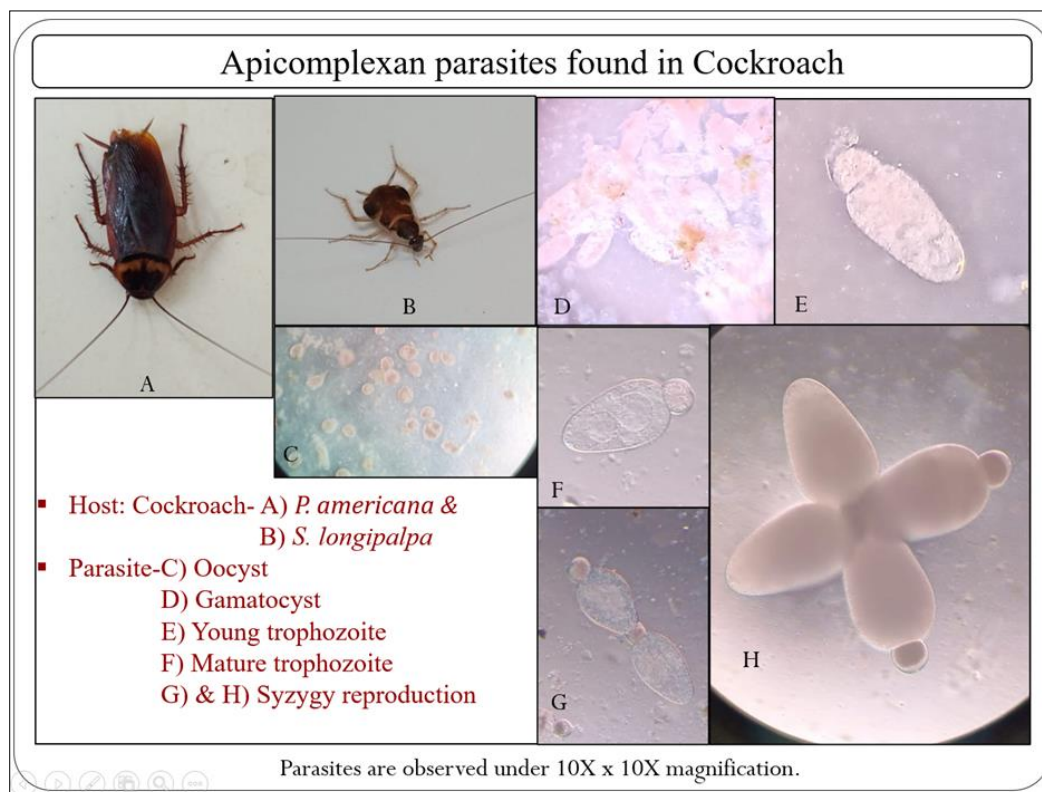 Apicomplexan parasites found in Cockroach
A
B
D
E
C
F
G
H
▪ Host: Cockroach- A) P. americana &
B) S. longipalpa
▪ Parasite-C) Oocyst
D) Gamatocyst
E) Young trophozoite
F) Mature trophozoite
G) & H) Syzygy reproduction
Parasites are observed under 10X x 10X magnification.